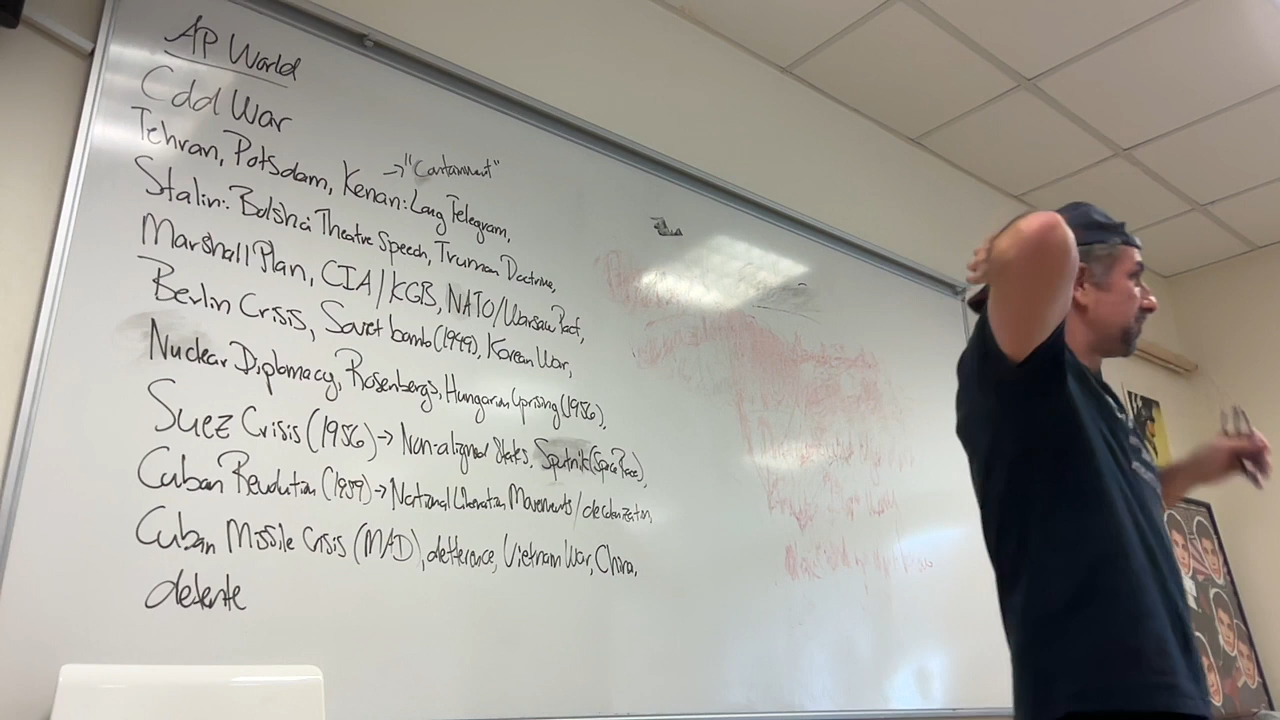 AP World
Cold War
→"Containment"
Tehran, Potsdam, Kenan: Long Telegram,
Stalin: Bolshoi Theatre Speech, Truman Doctrine,
Marshall Plan, CIA/KGB, NATO/Warsaw Pact,
Berlin Crisis, Soviet bomb (1949), Korean War,
Nuclear Diplomacy, Rosenbergs, Hungarian Uprising (1956),
Suez Crisis (1956) → Non-aligned States, Sputnik (Space Race),
Cuban Revolution (1959) → National Liberation Movements/decolonization,
Cuban Missile Crisis (MAD), detterence, Vietnam War, China,
detente